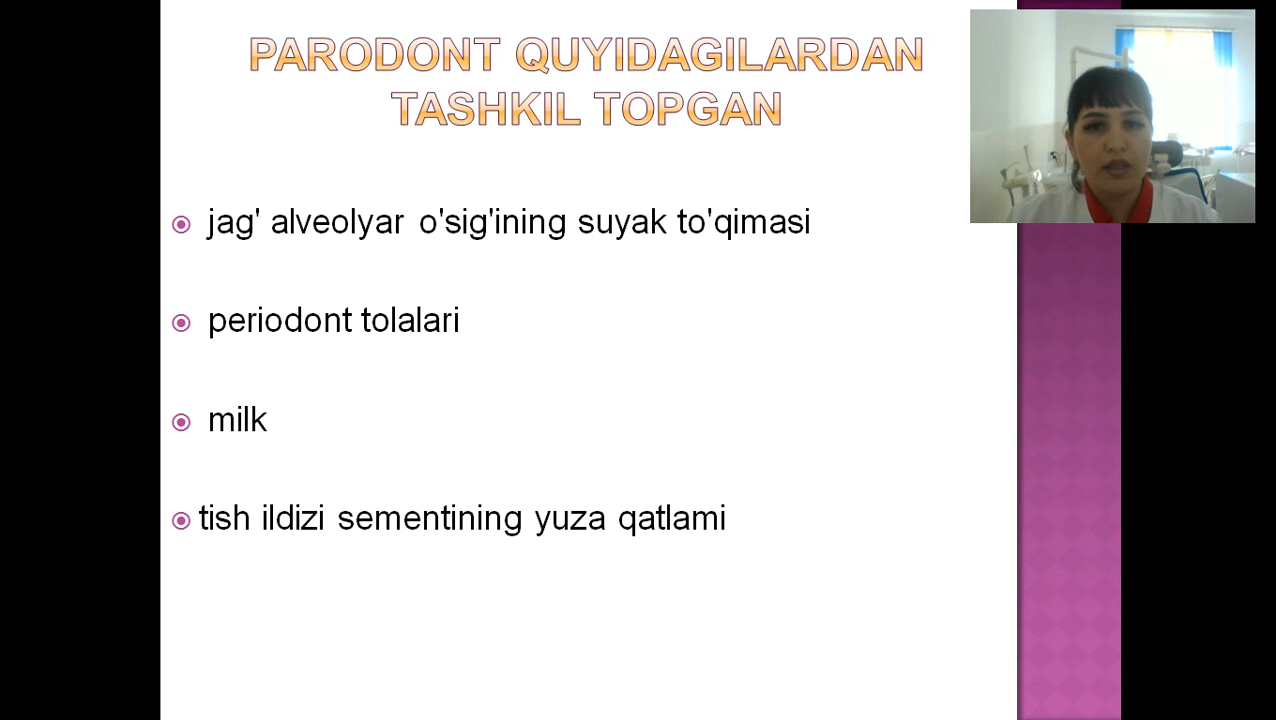 PARODONT QUYIDAGILARDAN
TASHKIL TOPGAN
jag' alveolyar o'sig'ining suyak to'qimasi
periodont tolalari
milk
tish ildizi sementining yuza qatlami